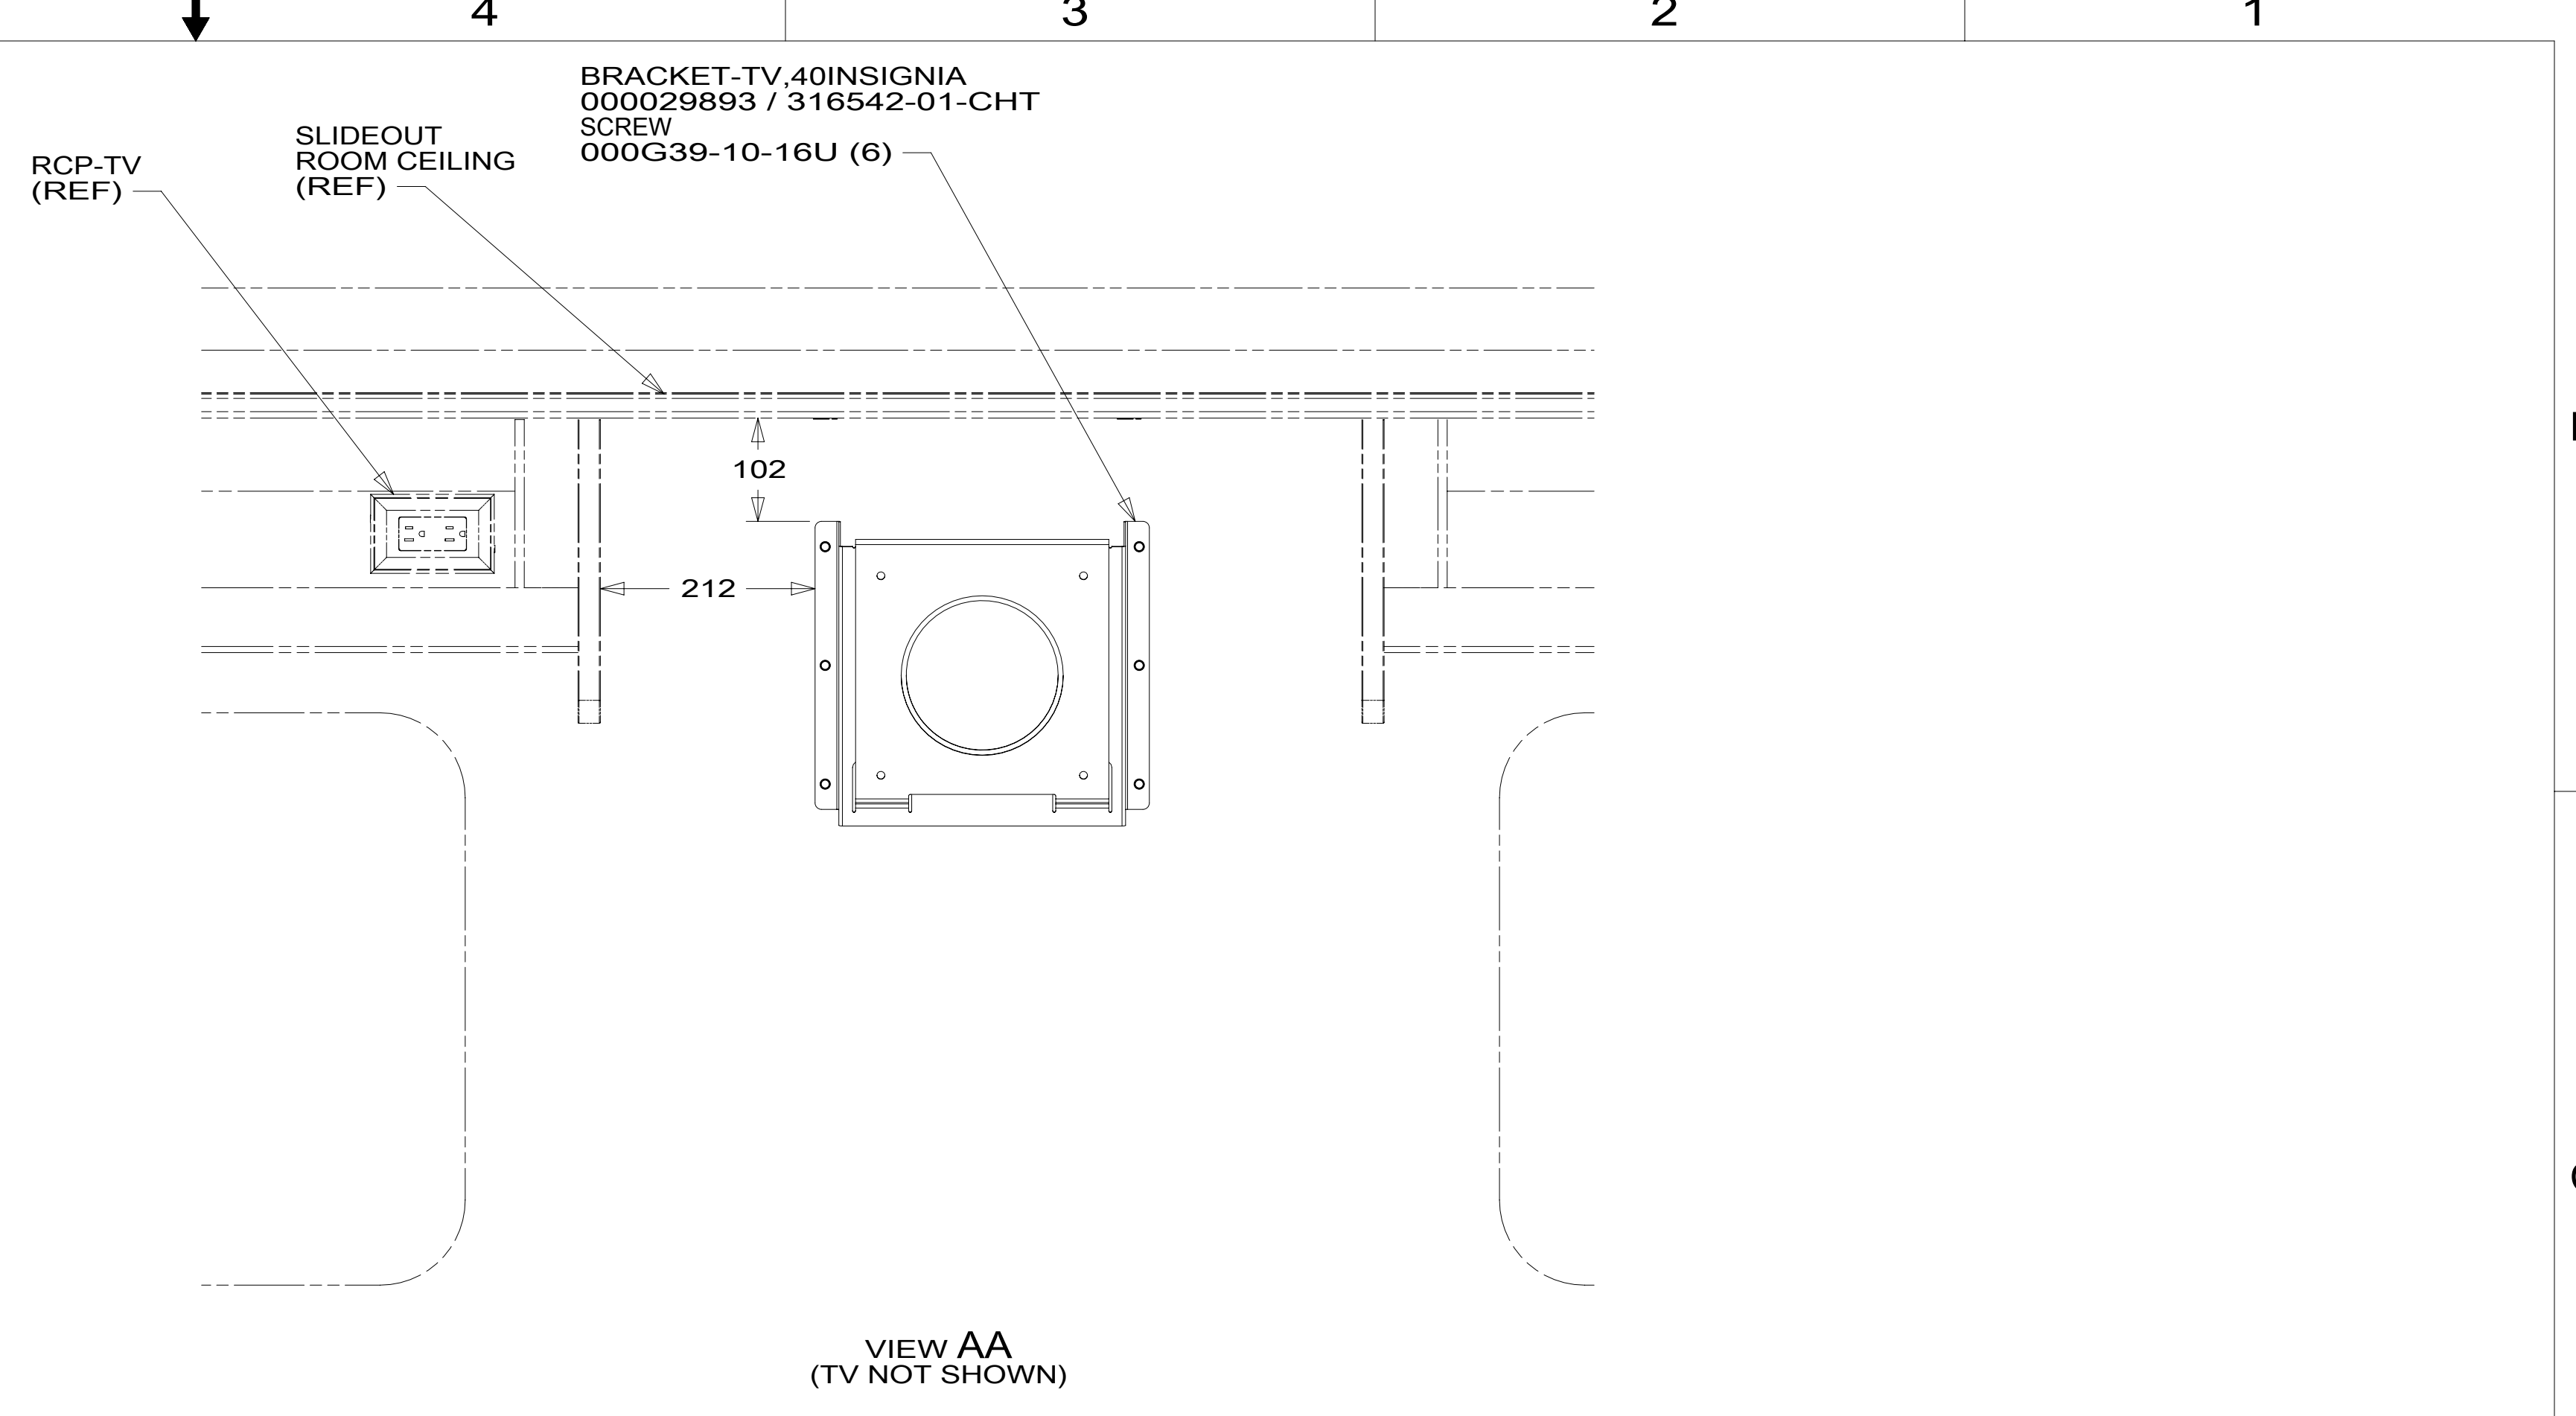 4 3 2 1
BRACKET-TV,40INSIGNIA
000029893 / 316542-01-CHT
SCREW
000G39-10-16U (6)
SLIDEOUT
ROOM CEILING
(REF)
RCP-TV
(REF)
102
212
VIEW AA
(TV NOT SHOWN)